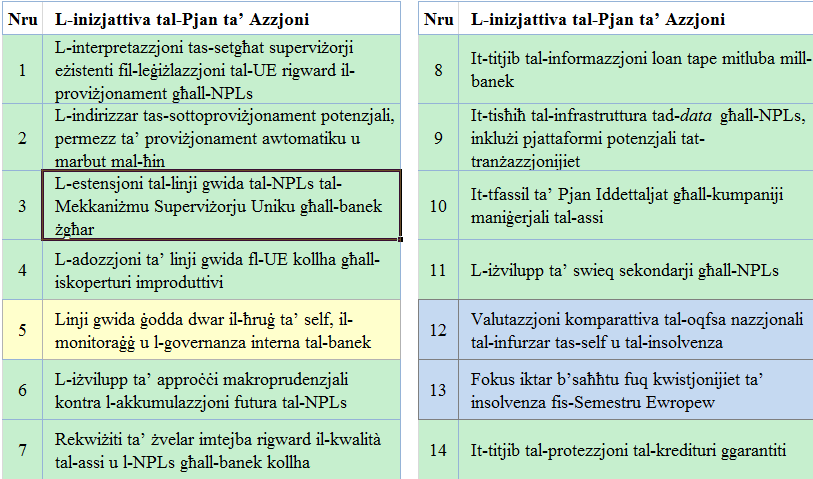 Nru L-inizjattiva tal-Pjan ta’ Azzjoni
1 L-interpretazzjoni tas-setgħat superviżorji
eżistenti fil-leġiżlazzjoni tal-UE rigward il-
proviżjonament għall-NPLs
2 L-indirizzar tas-sottoproviżjonament potenzjali,
permezz ta’ proviżjonament awtomatiku u
marbut mal-ħin
3 L-estensjoni tal-linji gwida tal-NPLs tal-
Mekkaniżmu Superviżorju Uniku għall-banek
żgħar
4 L-adozzjoni ta’ linji gwida fl-UE kollha għall-
iskoperturi improduttivi
5 Linji gwida ġodda dwar il-ħruġ ta’ self, il-
monitoraġġ u l-governanza interna tal-banek
6 L-iżvilupp ta’ approċċi makroprudenzjali
kontra l-akkumulazzjoni futura tal-NPLs
7 Rekwiżiti ta’ żvelar imtejba rigward il-kwalità
tal-assi u l-NPLs għall-banek kollha
Nru L-inizjattiva tal-Pjan ta’ Azzjoni
8 It-titjib tal-informazzjoni loan tape mitluba mill-
banek
9 It-tisħiħ tal-infrastruttura tad-data għall-NPLs,
inklużi pjattaformi potenzjali tat-
tranżazzjonijiet
10 It-tfassil ta’ Pjan Iddettaljat għall-kumpaniji
maniġerjali tal-assi
11 L-iżvilupp ta’ swieq sekondarji għall-NPLs
12 Valutazzjoni komparattiva tal-oqfsa nazzjonali
tal-infurzar tas-self u tal-insolvenza
13 Fokus iktar b’saħħtu fuq kwistjonijiet ta’
insolvenza fis-Semestru Ewropew
14 It-titjib tal-protezzjoni tal-kredituri ggarantiti